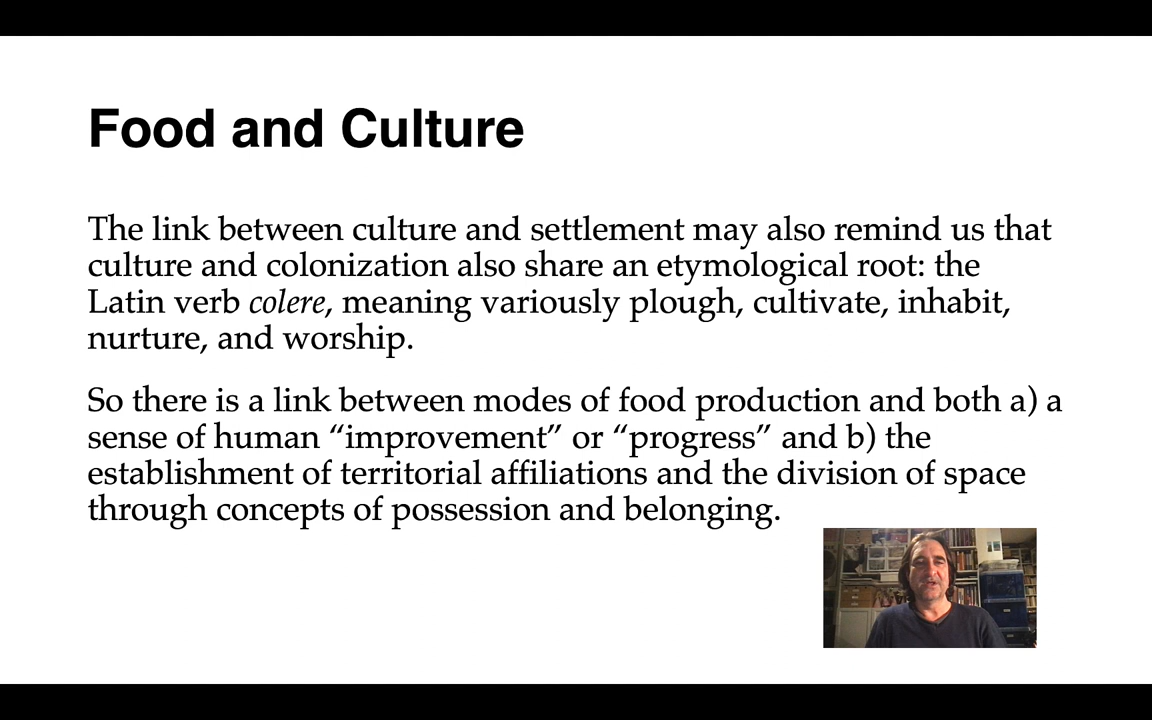 Food and Culture
The link between culture and settlement may also remind us that
culture and colonization also share an etymological root: the
Latin verb colere, meaning variously plough, cultivate, inhabit,
nurture, and worship.
So there is a link between modes of food production and both a) a
sense of human “improvement” or “progress” and b) the
establishment of territorial affiliations and the division of space
through concepts of possession and belonging.